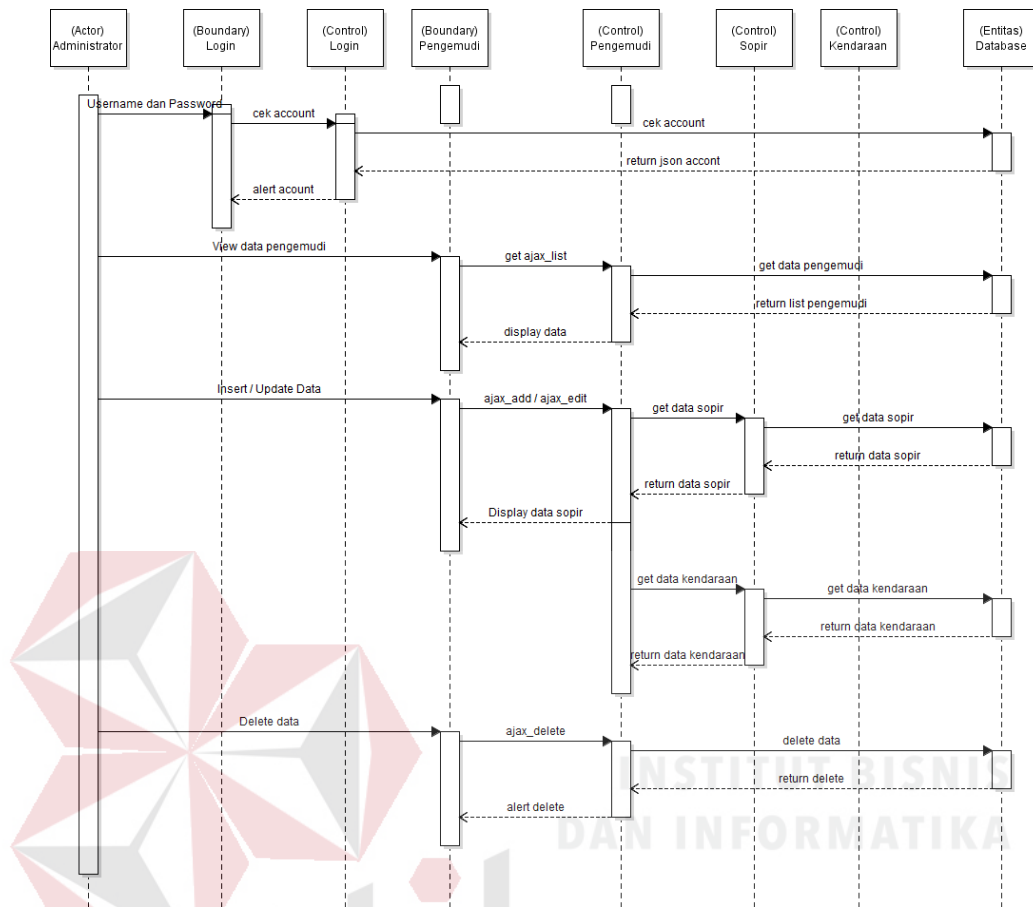 (Actor)
Administrator
(Boundary)
Login
(Control)
Login
(Boundary)
Pengemudi
(Control)
Pengemudi
(Control)
Sopir
(Control)
Kendaraan
(Entitas)
Database
Username dan Password
cek account
cek account
return json accont
alert acount
View data pengemudi
get ajax_list
get data pengemudi
return list pengemudi
display data
Insert / Update Data
ajax_add / ajax_edit
get data sopir
get data sopir
return data sopir
return data sopir
Display data sopir
get data kendaraan
get data kendaraan
return data kendaraan
return data kendaraan
Delete data
ajax_delete
delete data
return delete
alert delete
INSTITUT BISNIS
DAN INFORMATIKA